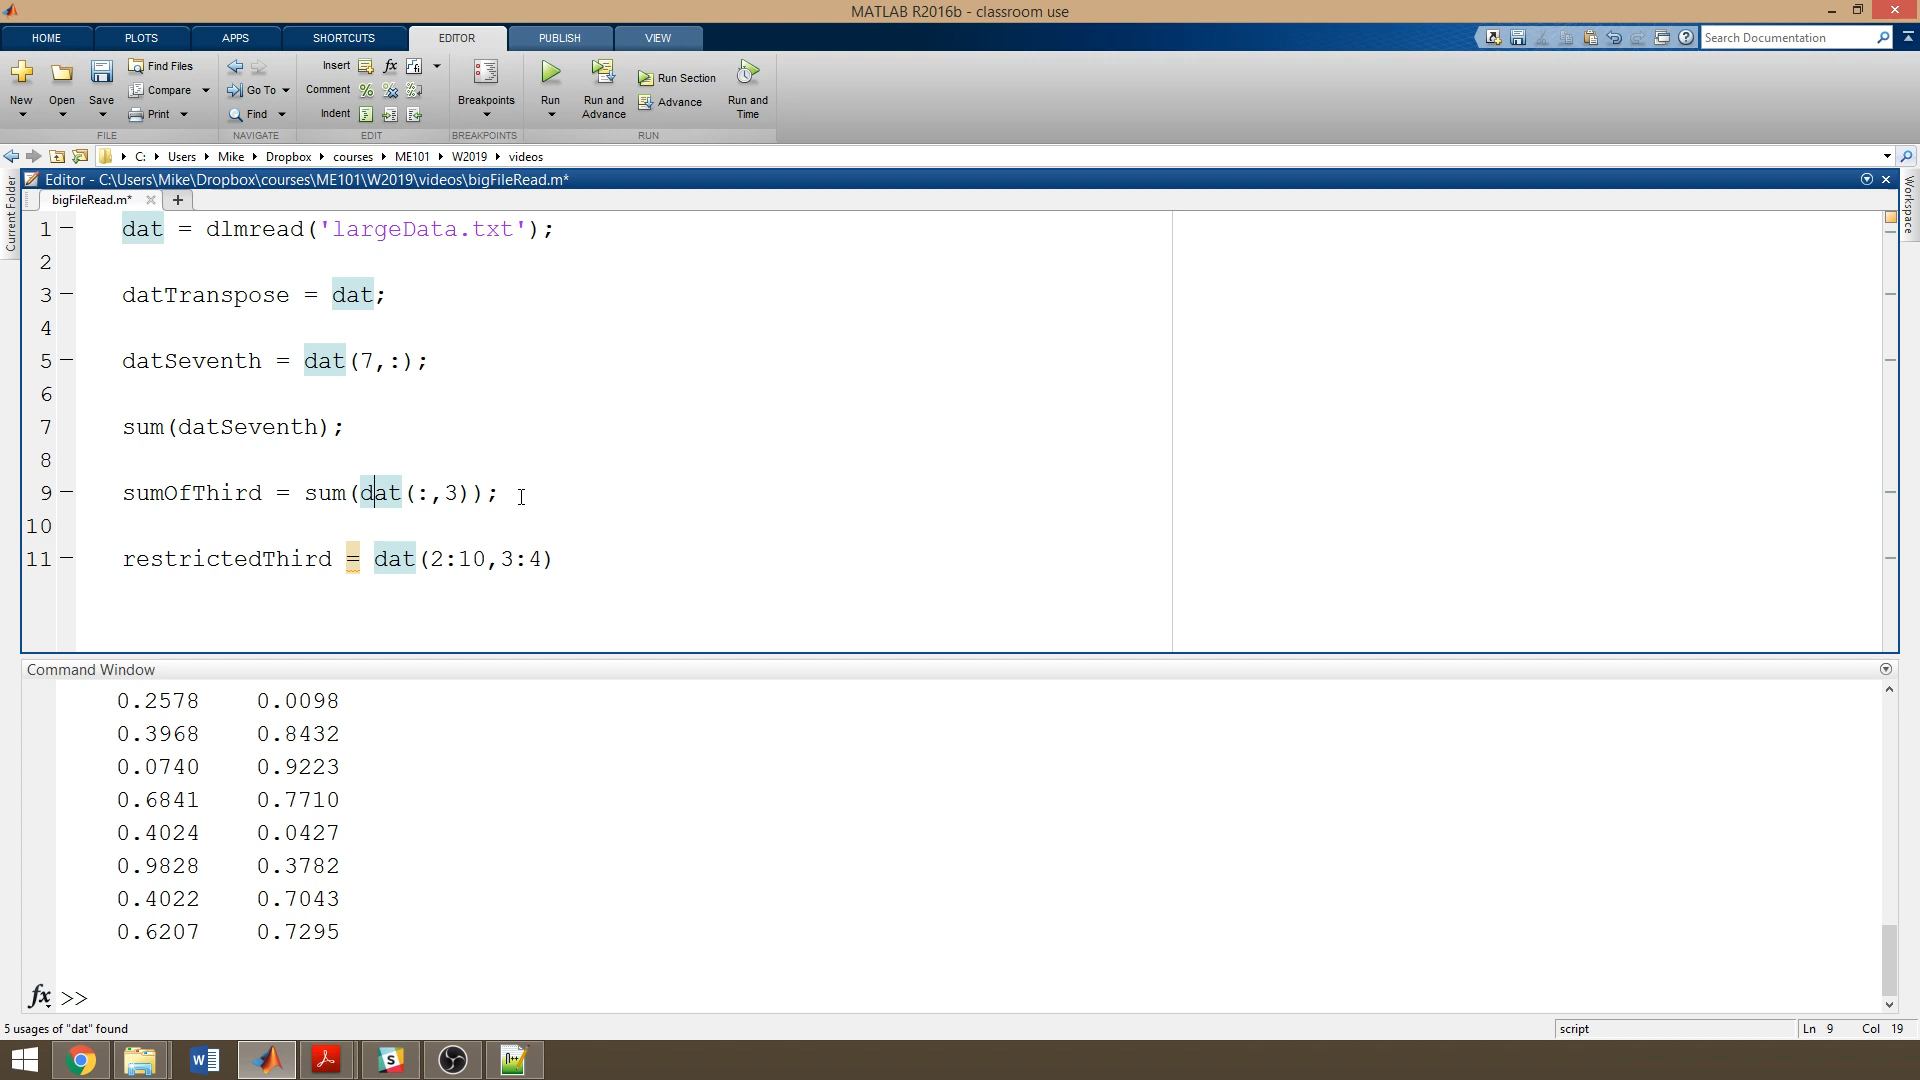 MATLAB R2016b - classroom use
HOME PLOTS APPS SHORTCUTS EDITOR PUBLISH VIEW
Search Documentation
New Open Save Find Files Compare Print
Go To Find
Insert fx
Comment
Indent
Breakpoints Run Run and Advance Run Section Advance Run and Time
FILE NAVIGATE EDIT BREAKPOINTS RUN
C: Users Mike Dropbox courses ME101 W2019 videos
Current Folder
Workspace
Editor - C:\Users\Mike\Dropbox\courses\ME101\W2019\videos\bigFileRead.m*
bigFileRead.m*
1 dat = dlmread('largeData.txt');
2
3 datTranspose = dat;
4
5 datSeventh = dat(7,:);
6
7 sum(datSeventh);
8
9 sumOfThird = sum(dat(:,3));
10
11 restrictedThird = dat(2:10,3:4)
Command Window
0.2578 0.0098
0.3968 0.8432
0.0740 0.9223
0.6841 0.7710
0.4024 0.0427
0.9828 0.3782
0.4022 0.7043
0.6207 0.7295
fx >>
5 usages of "dat" found
script
Ln 9 Col 19